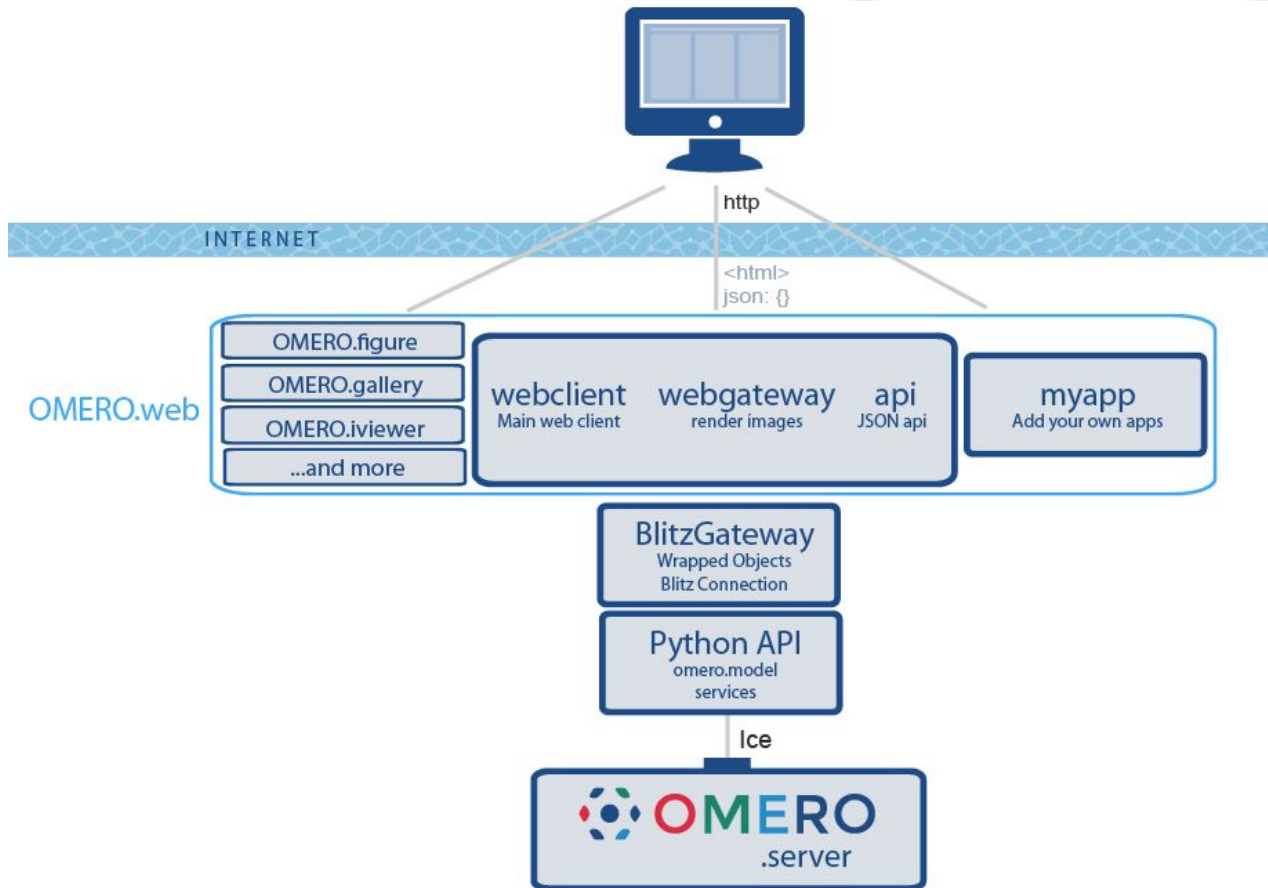 http
INTERNET
<html>
json: {}
OMERO.web
OMERO.figure
OMERO.gallery
OMERO.iviewer
...and more
webclient
Main web client
webgateway
render images
api
JSON api
myapp
Add your own apps
BlitzGateway
Wrapped Objects
Blitz Connection
Python API
omero.model
services
Ice
OMERO
.server